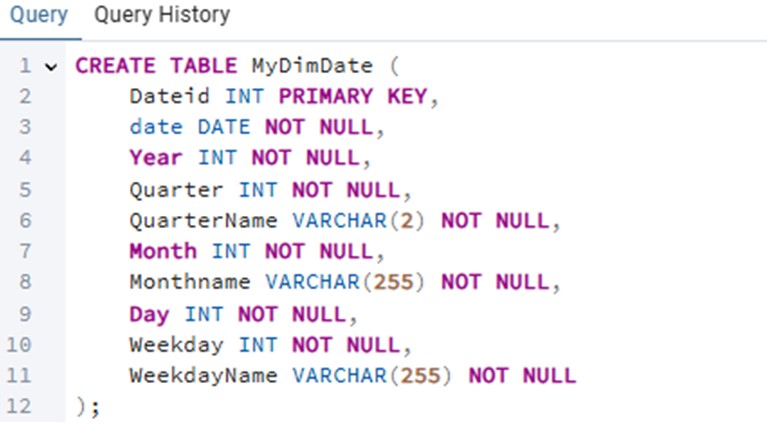 Query Query History
1 CREATE TABLE MyDimDate (
2 Dateid INT PRIMARY KEY,
3 date DATE NOT NULL,
4 Year INT NOT NULL,
5 Quarter INT NOT NULL,
6 QuarterName VARCHAR(2) NOT NULL,
7 Month INT NOT NULL,
8 Monthname VARCHAR(255) NOT NULL,
9 Day INT NOT NULL,
10 Weekday INT NOT NULL,
11 WeekdayName VARCHAR(255) NOT NULL
12 );